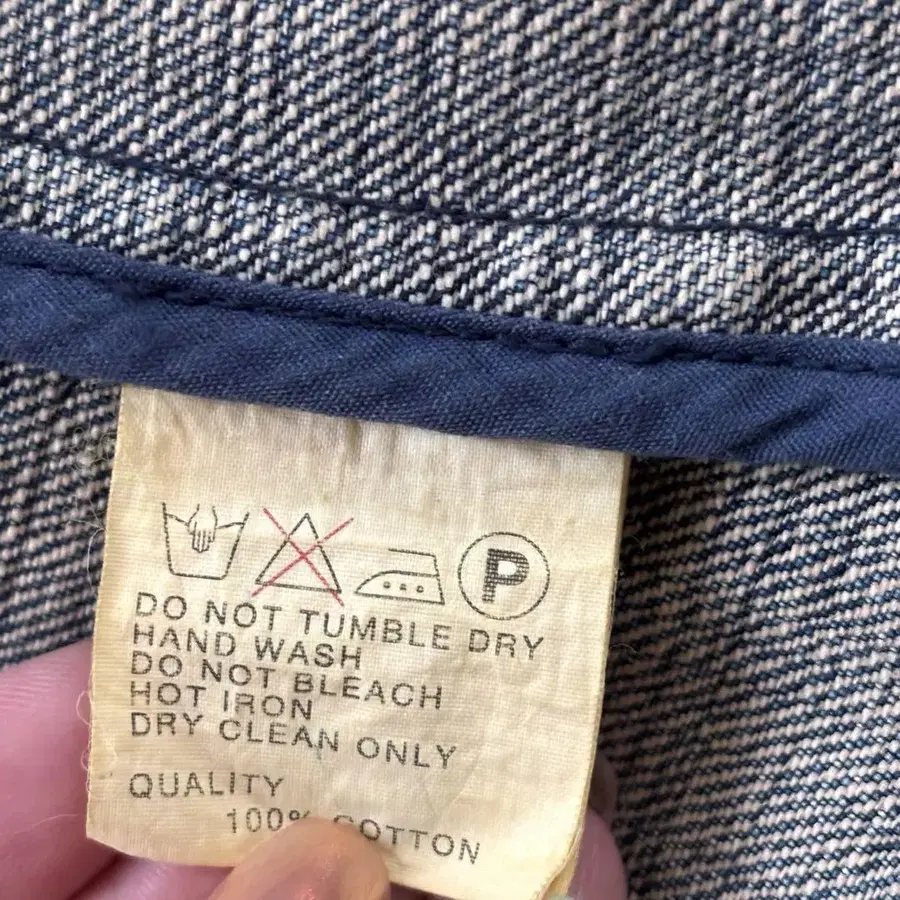 P
DO NOT TUMBLE DRY
HAND WASH
DO NOT BLEACH
HOT IRON
DRY CLEAN ONLY
QUALITY
100% COTTON